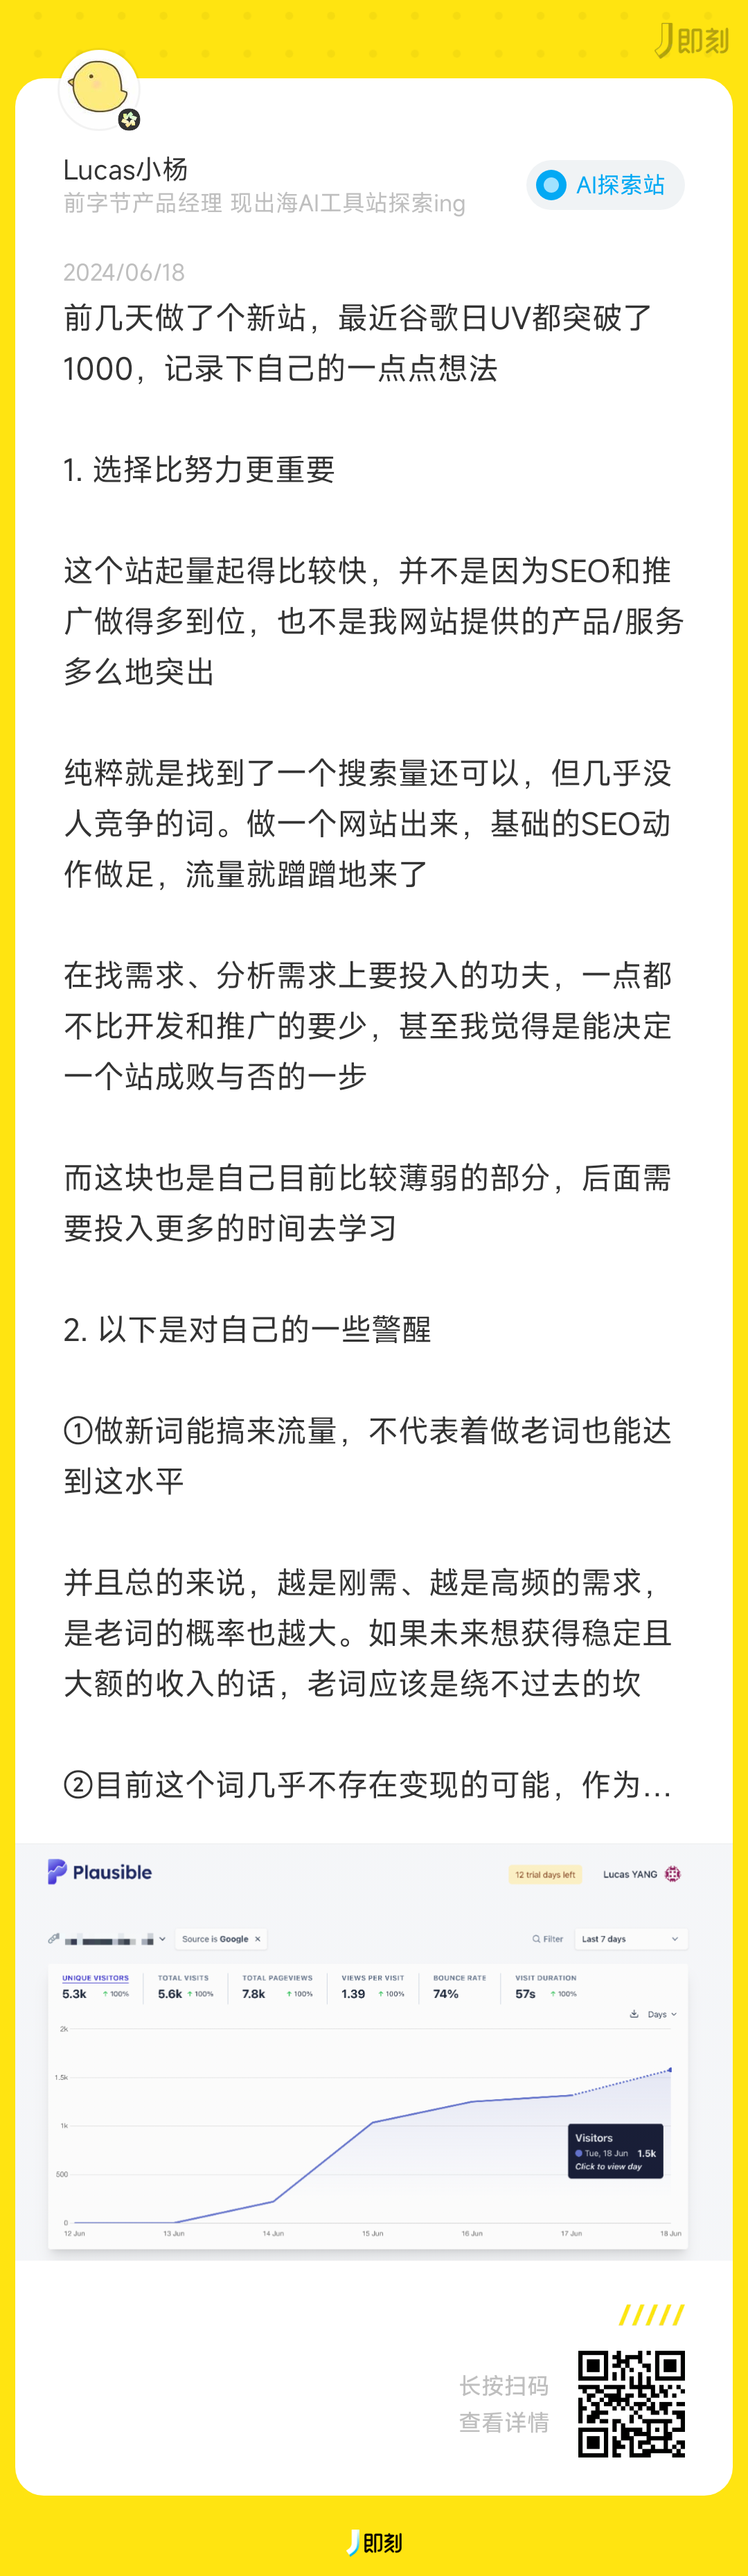 即刻
Lucas小杨
前字节产品经理 现出海AI工具站探索ing
AI探索站
2024/06/18
前几天做了个新站，最近谷歌日UV都突破了
1000，记录下自己的一点点想法
1. 选择比努力更重要
这个站起量起得比较快，并不是因为SEO和推
广做得多到位，也不是我网站提供的产品/服务
多么地突出
纯粹就是找到了一个搜索量还可以，但几乎没
人竞争的词。做一个网站出来，基础的SEO动
作做足，流量就蹭蹭地来了
在找需求、分析需求上要投入的功夫，一点都
不比开发和推广的要少，甚至我觉得是能决定
一个站成败与否的一步
而这块也是自己目前比较薄弱的部分，后面需
要投入更多的时间去学习
2. 以下是对自己的一些警醒
①做新词能搞来流量，不代表着做老词也能达
到这水平
并且总的来说，越是刚需、越是高频的需求，
是老词的概率也越大。如果未来想获得稳定且
大额的收入的话，老词应该是绕不过去的坎
②目前这个词几乎不存在变现的可能，作为...
Plausible
12 trial days left
Lucas YANG
Source is Google ×
Filter
Last 7 days
UNIQUE VISITORS TOTAL VISITS TOTAL PAGEVIEWS VIEWS PER VISIT BOUNCE RATE VISIT DURATION
5.3k ↑ 100% 5.6k ↑ 100% 7.8k ↑ 100% 1.39 ↑ 100% 74% 57s ↑ 100%
Days
2k
1.5k
1k
500
0
Visitors
Tue, 18 Jun 1.5k
Click to view day
12 Jun 13 Jun 14 Jun 15 Jun 16 Jun 17 Jun 18 Jun
长按扫码
查看详情
即刻